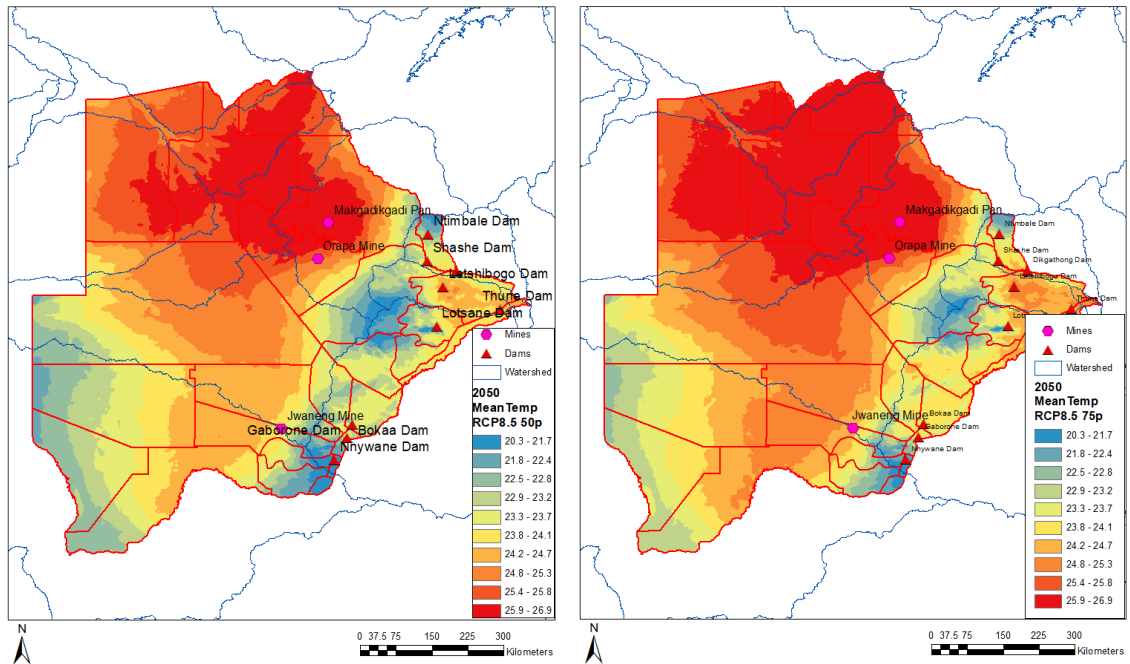 Makgadikgadi Pan
Ntimbale Dam
Orapa Mine
Shashe Dam
Letshibogo Dam
Thune Dam
Lotsane Dam
Jwaneng Mine
Gaborone Dam
Bokaa Dam
Nnywane Dam
Mines
Dams
Watershed
2050
MeanTemp
RCP8.5 50p
20.3 - 21.7
21.8 - 22.4
22.5 - 22.8
22.9 - 23.2
23.3 - 23.7
23.8 - 24.1
24.2 - 24.7
24.8 - 25.3
25.4 - 25.8
25.9 - 26.9
N
0 37.5 75 150 225 300
Kilometers
Makgadikgadi Pan
Ntimbale Dam
Orapa Mine
Shashe Dam
Dikgathong Dam
Thune Dam
Jwaneng Mine
Bokaa Dam
Gaborone Dam
Nnywane Dam
Mines
Dams
Watershed
2050
MeanTemp
RCP8.5 75p
20.3 - 21.7
21.8 - 22.4
22.5 - 22.8
22.9 - 23.2
23.3 - 23.7
23.8 - 24.1
24.2 - 24.7
24.8 - 25.3
25.4 - 25.8
25.9 - 26.9
N
0 37.5 75 150 225 300
Kilometers